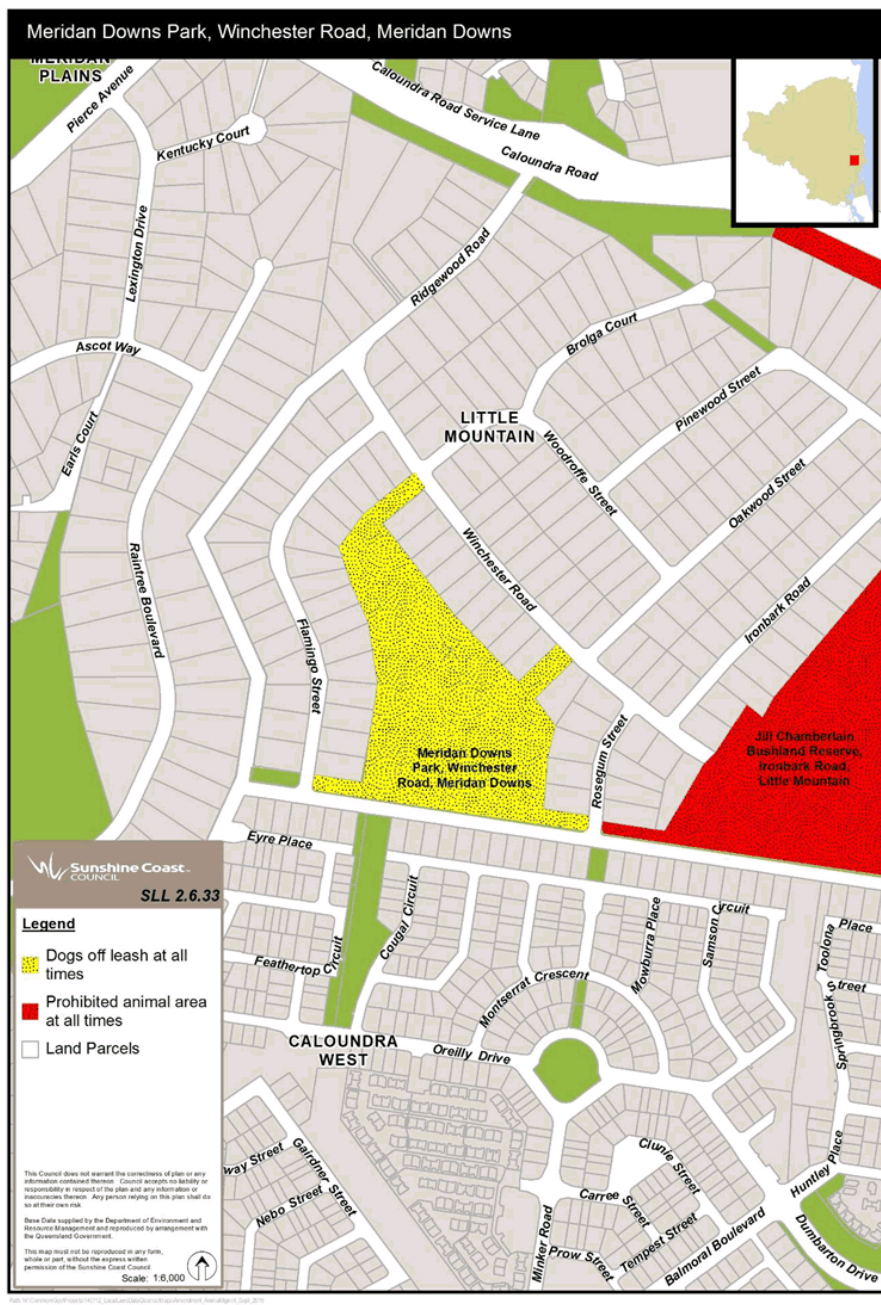 Meridan Downs Park, Winchester Road, Meridan Downs
MERIDAN
PLAINS
Pierce Avenue
Caloundra Road Service Lane
Kentucky Court
Caloundra Road
Lexington Drive
Ridgewood Road
Ascot Way
Brolga Court
Pinewood Street
Earls Court
LITTLE
MOUNTAIN
Woodroffe Street
Oakwood Street
Raintree Boulevard
Winchester Road
Ironbark Road
Flamingo Street
Rosegum Street
Meridan Downs
Park, Winchester
Road, Meridan Downs
Jill Chamberlain
Bushland Reserve,
Ironbark Road,
Little Mountain
Eyre Place
Sunshine Coast
COUNCIL
SLL 2.6.33
Legend
Dogs off leash at all
times
Prohibited animal area
at all times
Land Parcels
Cougal Circuit
Feathertop Circuit
Mowburra Place
Samson Circuit
Toolona Place
Springbrook Street
Montserrat Crescent
CALOUNDRA
WEST
Oreilly Drive
way Street
Gairdner Street
Nebo Street
Clunie Street
Huntley Place
Carree Street
Minker Road
Prow Street
Tempest Street
Balmoral Boulevard
Dumbarton Drive
This Council does not warrant the correctness of plan or any
information contained thereon. Council accepts no liability or
responsibility in respect of the plan and any information or
inaccuracies thereon. Any person relying on this plan shall do
so at their own risk
Base Data supplied by the Department of Environment and
Resource Management and reproduced by arrangement with
the Queensland Government.
This map must not be reproduced in any form,
whole or part, without the express written
permission of the Sunshine Coast Council.
Scale: 1:6,000